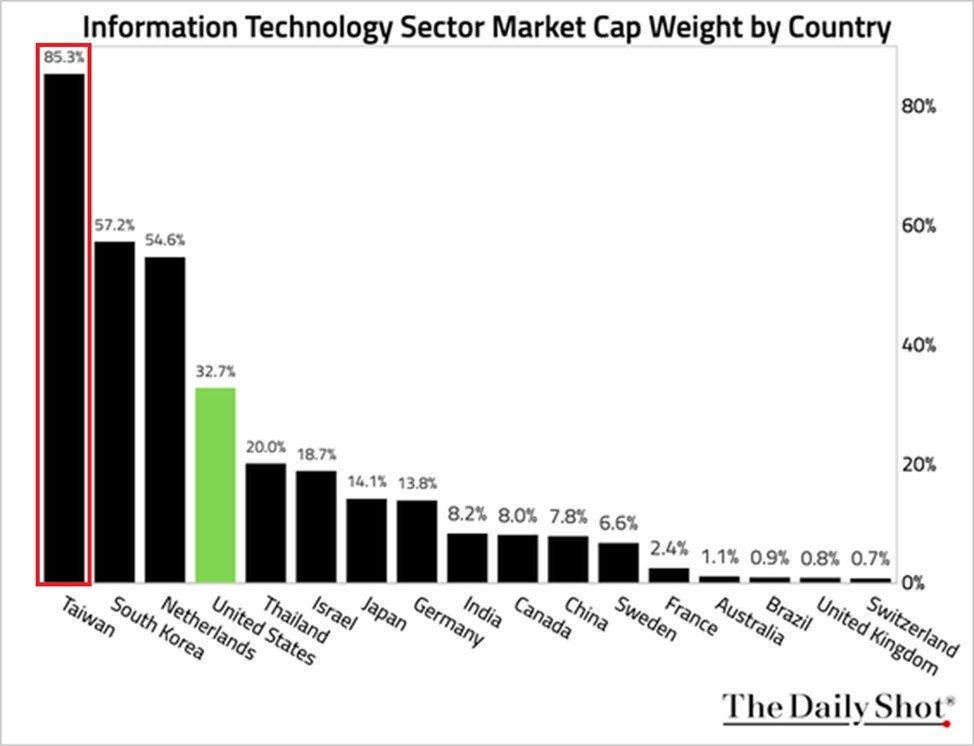 Information Technology Sector Market Cap Weight by Country
85.3%
57.2%
54.6%
32.7%
20.0%
18.7%
14.1%
13.8%
8.2%
8.0%
7.8%
6.6%
2.4%
1.1%
0.9%
0.8%
0.7%
80%
60%
40%
20%
0%
Taiwan
South Korea
Netherlands
United States
Thailand
Israel
Japan
Germany
India
Canada
China
Sweden
France
Australia
Brazil
United Kingdom
Switzerland
The Daily Shot®